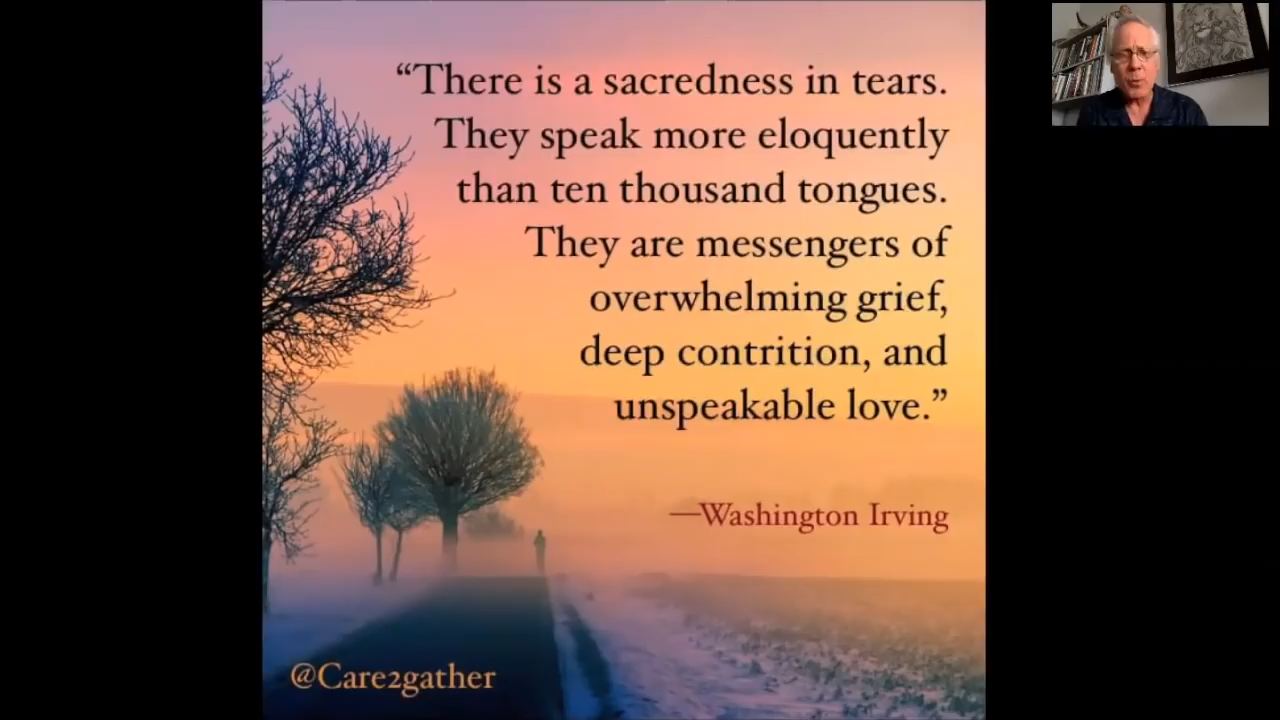 “There is a sacredness in tears.
They speak more eloquently
than ten thousand tongues.
They are messengers of
overwhelming grief,
deep contrition, and
unspeakable love.”
—Washington Irving
@Care2gather